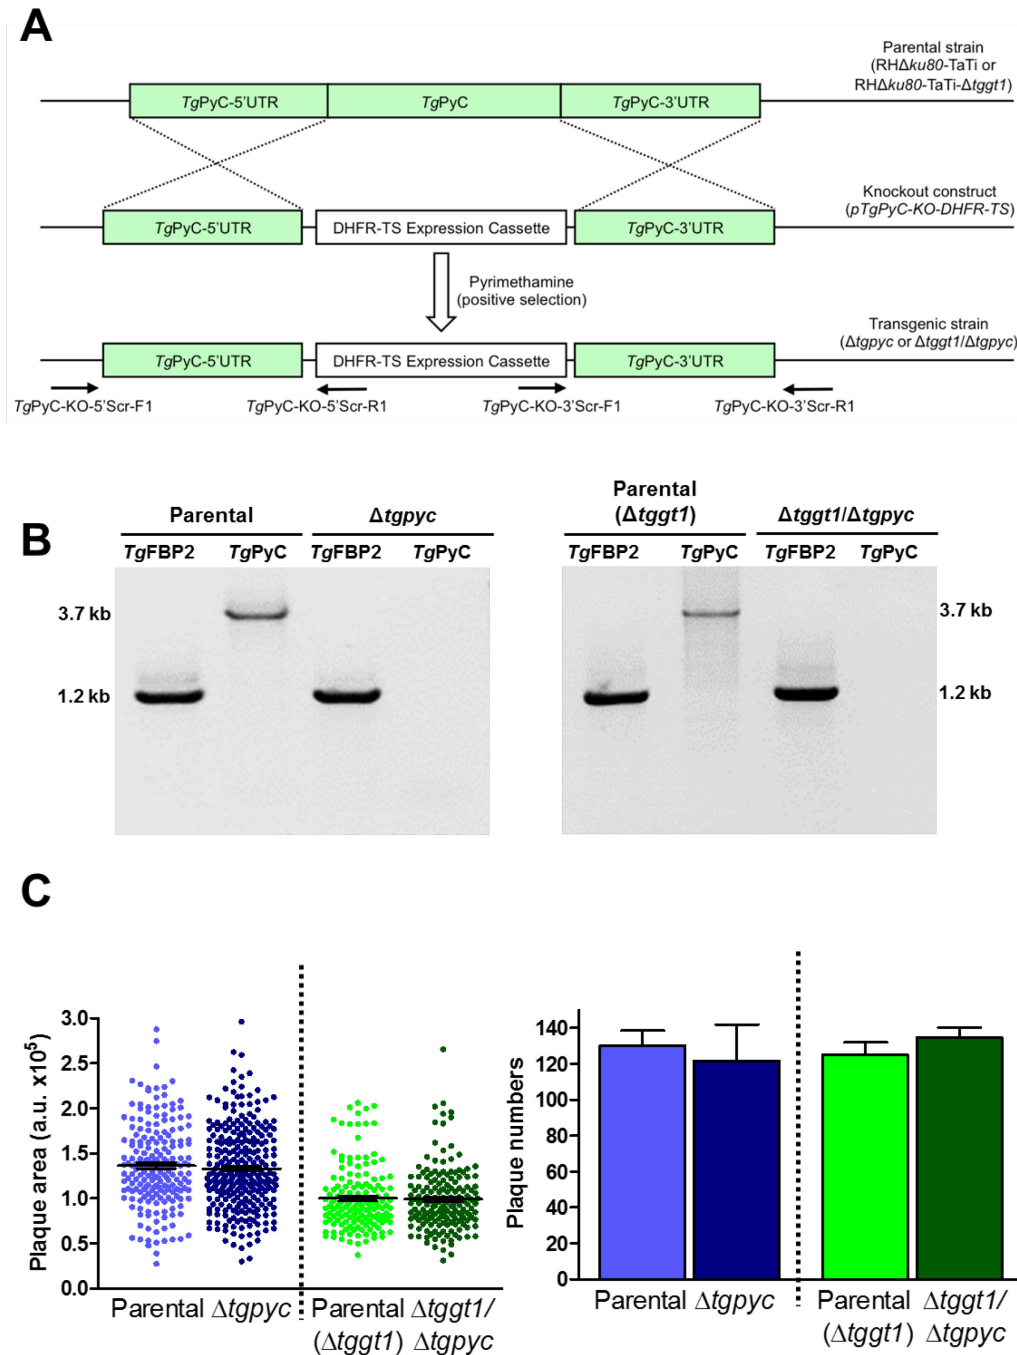 A
Parental strain
(RHΔku80-TaTi or
RHΔku80-TaTi-Δtggt1)
TgPyC-5'UTR TgPyC TgPyC-3'UTR
Knockout construct
(pTgPyC-KO-DHFR-TS)
TgPyC-5'UTR DHFR-TS Expression Cassette TgPyC-3'UTR
Pyrimethamine
(positive selection)
Transgenic strain
(Δtgpyc or Δtggt1/Δtgpyc)
TgPyC-5'UTR DHFR-TS Expression Cassette TgPyC-3'UTR
TgPyC-KO-5'Scr-F1 TgPyC-KO-5'Scr-R1 TgPyC-KO-3'Scr-F1 TgPyC-KO-3'Scr-R1
B
Parental Δtgpyc
TgFBP2 TgPyC TgFBP2 TgPyC
3.7 kb
1.2 kb
Parental
(Δtggt1) Δtggt1/Δtgpyc
TgFBP2 TgPyC TgFBP2 TgPyC
3.7 kb
1.2 kb
C
Plaque area (a.u. x10⁵)
3.0
2.5
2.0
1.5
1.0
0.5
0.0
Parental Δtgpyc Parental Δtggt1/
(Δtggt1) Δtgpyc
Plaque numbers
140
120
100
80
60
40
20
0
Parental Δtgpyc Parental Δtggt1/
(Δtggt1) Δtgpyc